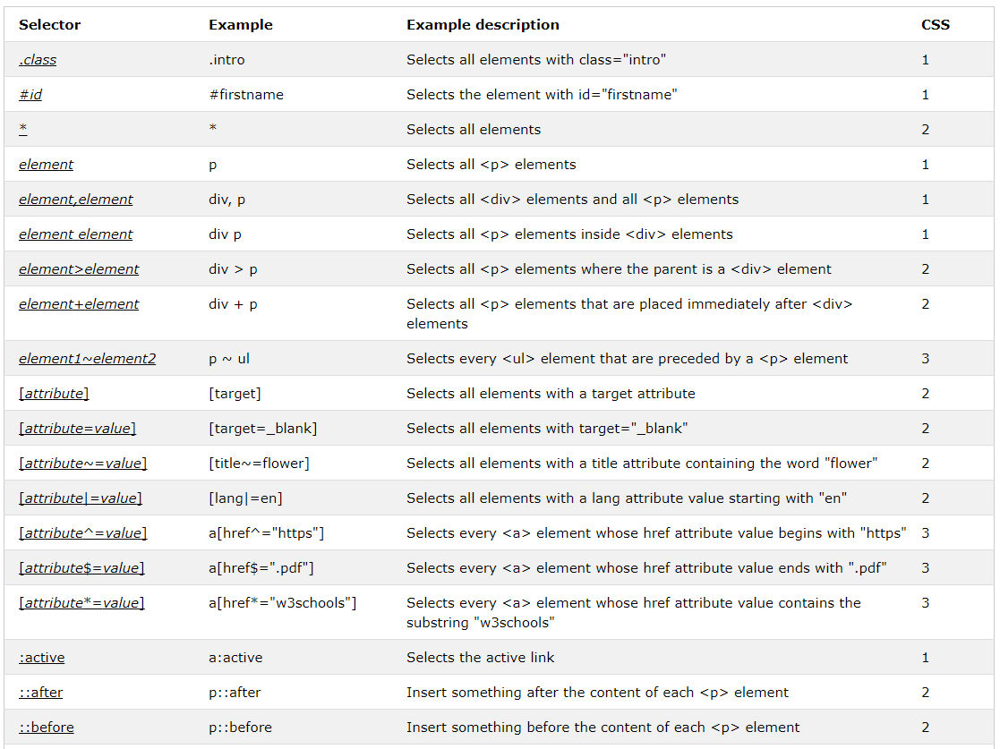 Selector Example Example description CSS
.class .intro Selects all elements with class="intro" 1
#id #firstname Selects the element with id="firstname" 1
* * Selects all elements 2
element p Selects all <p> elements 1
element,element div, p Selects all <div> elements and all <p> elements 1
element element div p Selects all <p> elements inside <div> elements 1
element>element div > p Selects all <p> elements where the parent is a <div> element 2
element+element div + p Selects all <p> elements that are placed immediately after <div> 2
elements
element1~element2 p ~ ul Selects every <ul> element that are preceded by a <p> element 3
[attribute] [target] Selects all elements with a target attribute 2
[attribute=value] [target=_blank] Selects all elements with target="_blank" 2
[attribute~=value] [title~=flower] Selects all elements with a title attribute containing the word "flower" 2
[attribute|=value] [lang|=en] Selects all elements with a lang attribute value starting with "en" 2
[attribute^=value] a[href^="https"] Selects every <a> element whose href attribute value begins with "https" 3
[attribute$=value] a[href$=".pdf"] Selects every <a> element whose href attribute value ends with ".pdf" 3
[attribute*=value] a[href*="w3schools"] Selects every <a> element whose href attribute value contains the 3
substring "w3schools"
:active a:active Selects the active link 1
::after p::after Insert something after the content of each <p> element 2
::before p::before Insert something before the content of each <p> element 2